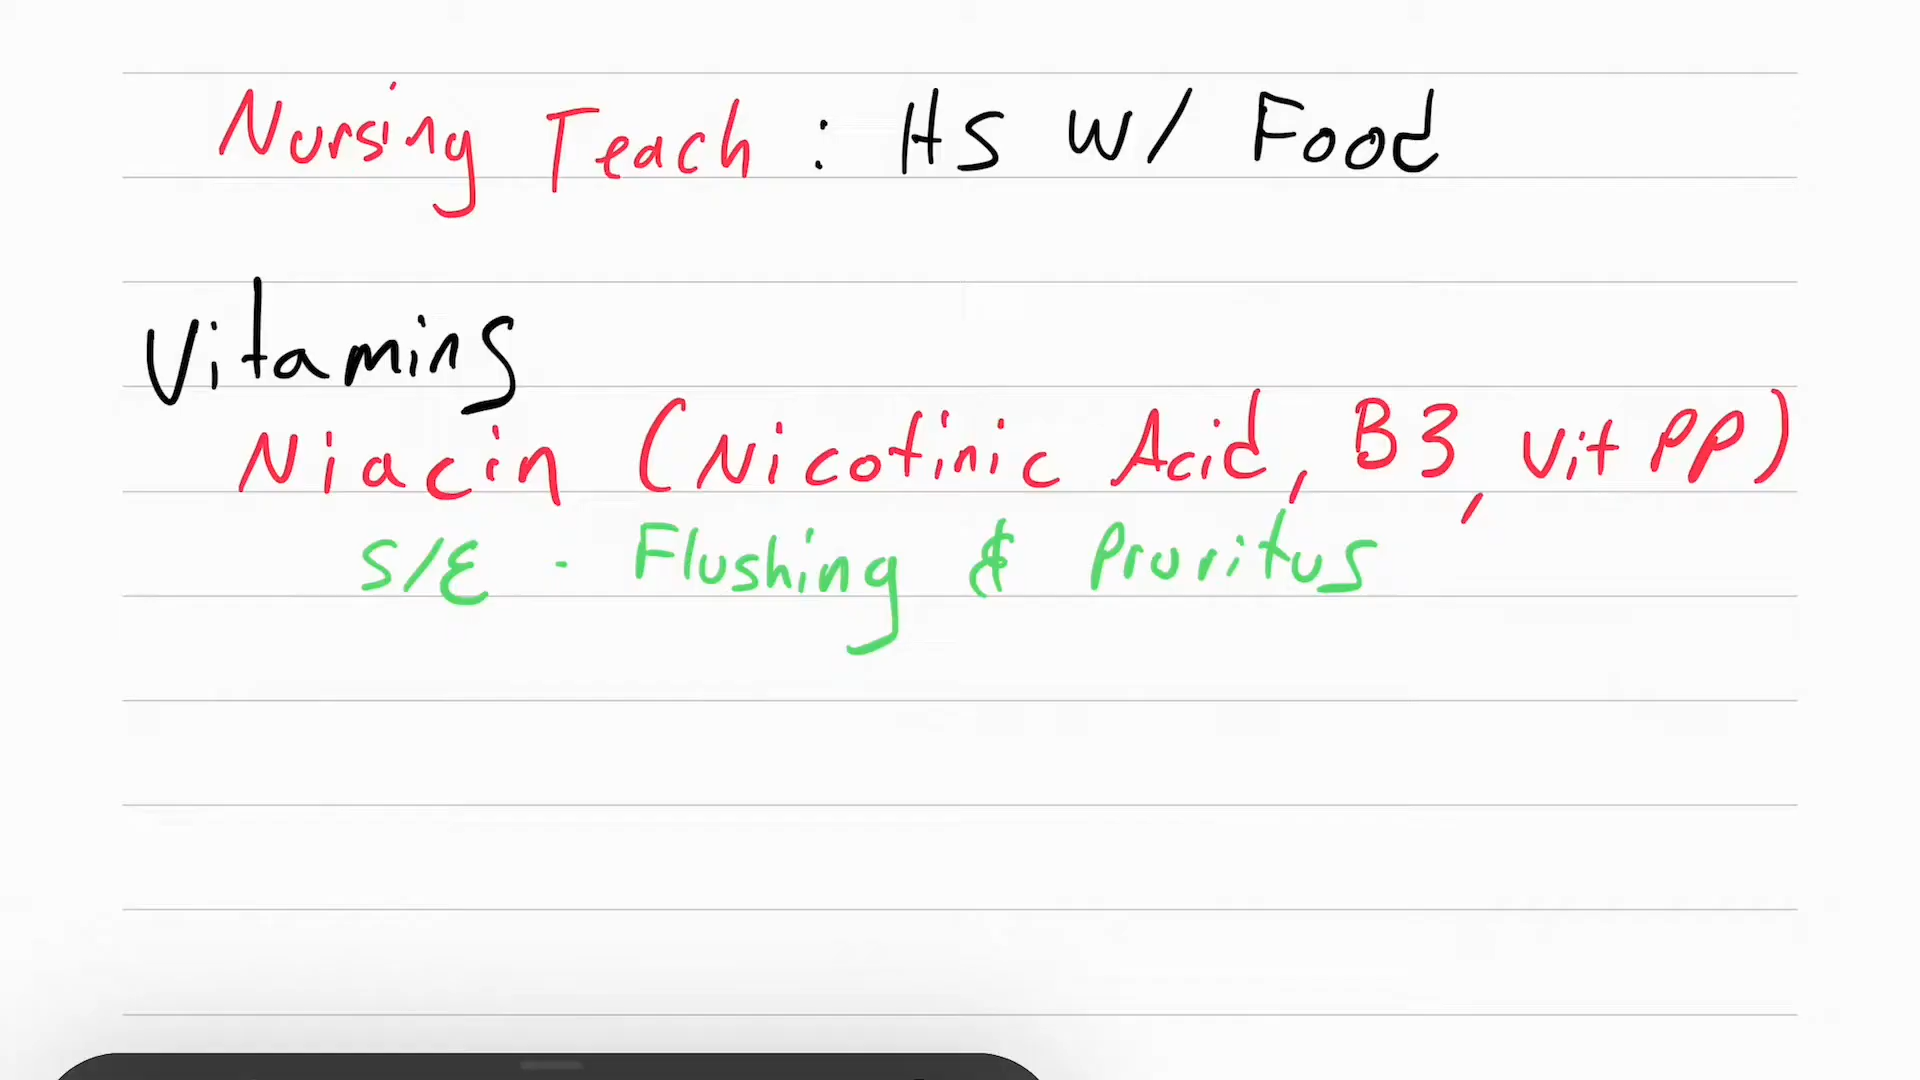 Nursing Teach : HS W/ Food
Vitamins
Niacin (Nicotinic Acid, B3, Vit PP)
S/E - Flushing & Pruritus